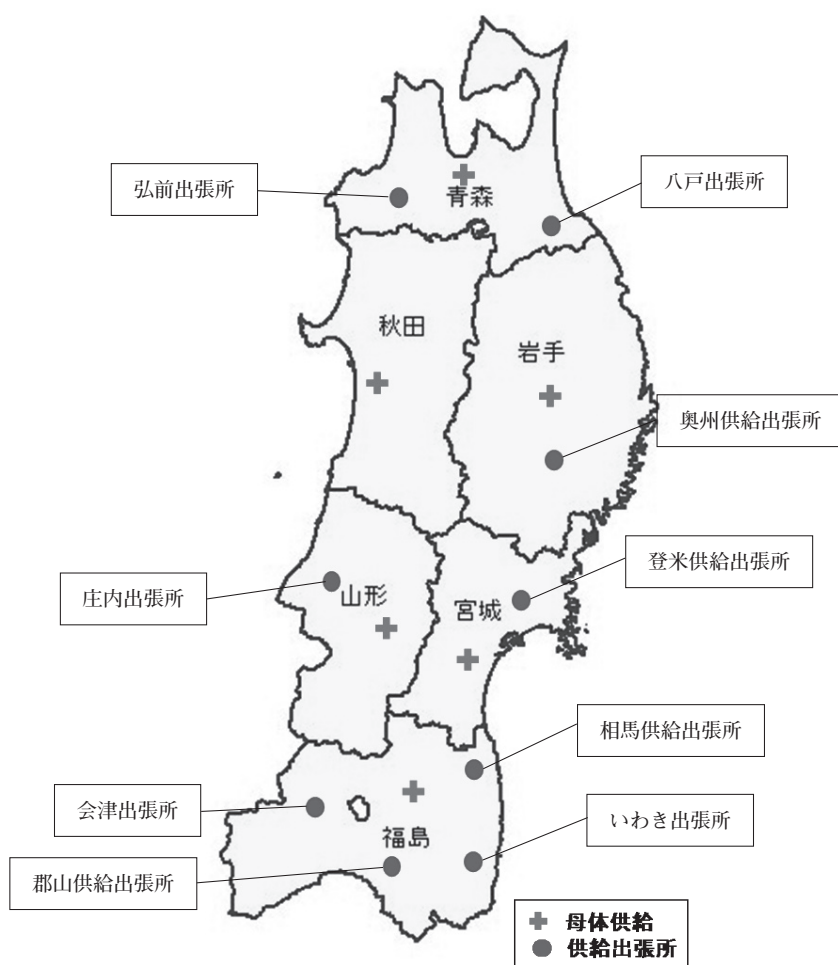 弘前出張所
八戸出張所
青森
秋田
岩手
奥州供給出張所
登米供給出張所
庄内出張所
山形
宮城
相馬供給出張所
会津出張所
いわき出張所
福島
郡山供給出張所
母体供給
供給出張所